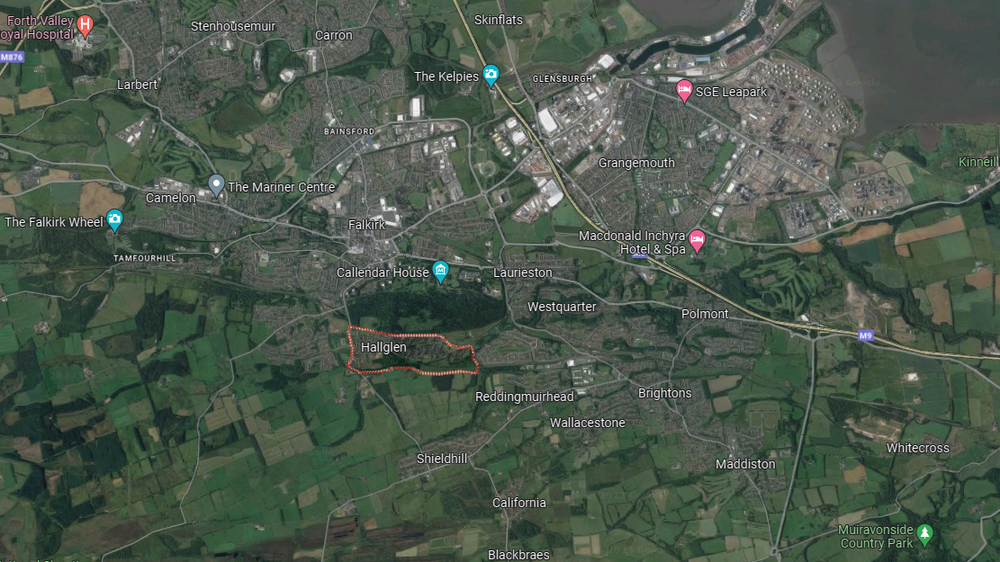 Forth Valley
oyal Hospital
M876
Stenhousemuir
Carron
Skinflats
Larbert
The Kelpies
GLENSBURGH
SGE Leapark
BAINSFORD
Grangemouth
Kinneil
Camelon
The Mariner Centre
The Falkirk Wheel
Falkirk
Macdonald Inchyra
Hotel & Spa
TAMFOURHILL
Callendar House
Laurieston
Westquarter
Polmont
M9
Hallglen
Reddingmuirhead
Brightons
Wallacestone
Whitecross
Shieldhill
Maddiston
California
Muiravonside
Country Park
Blackbraes